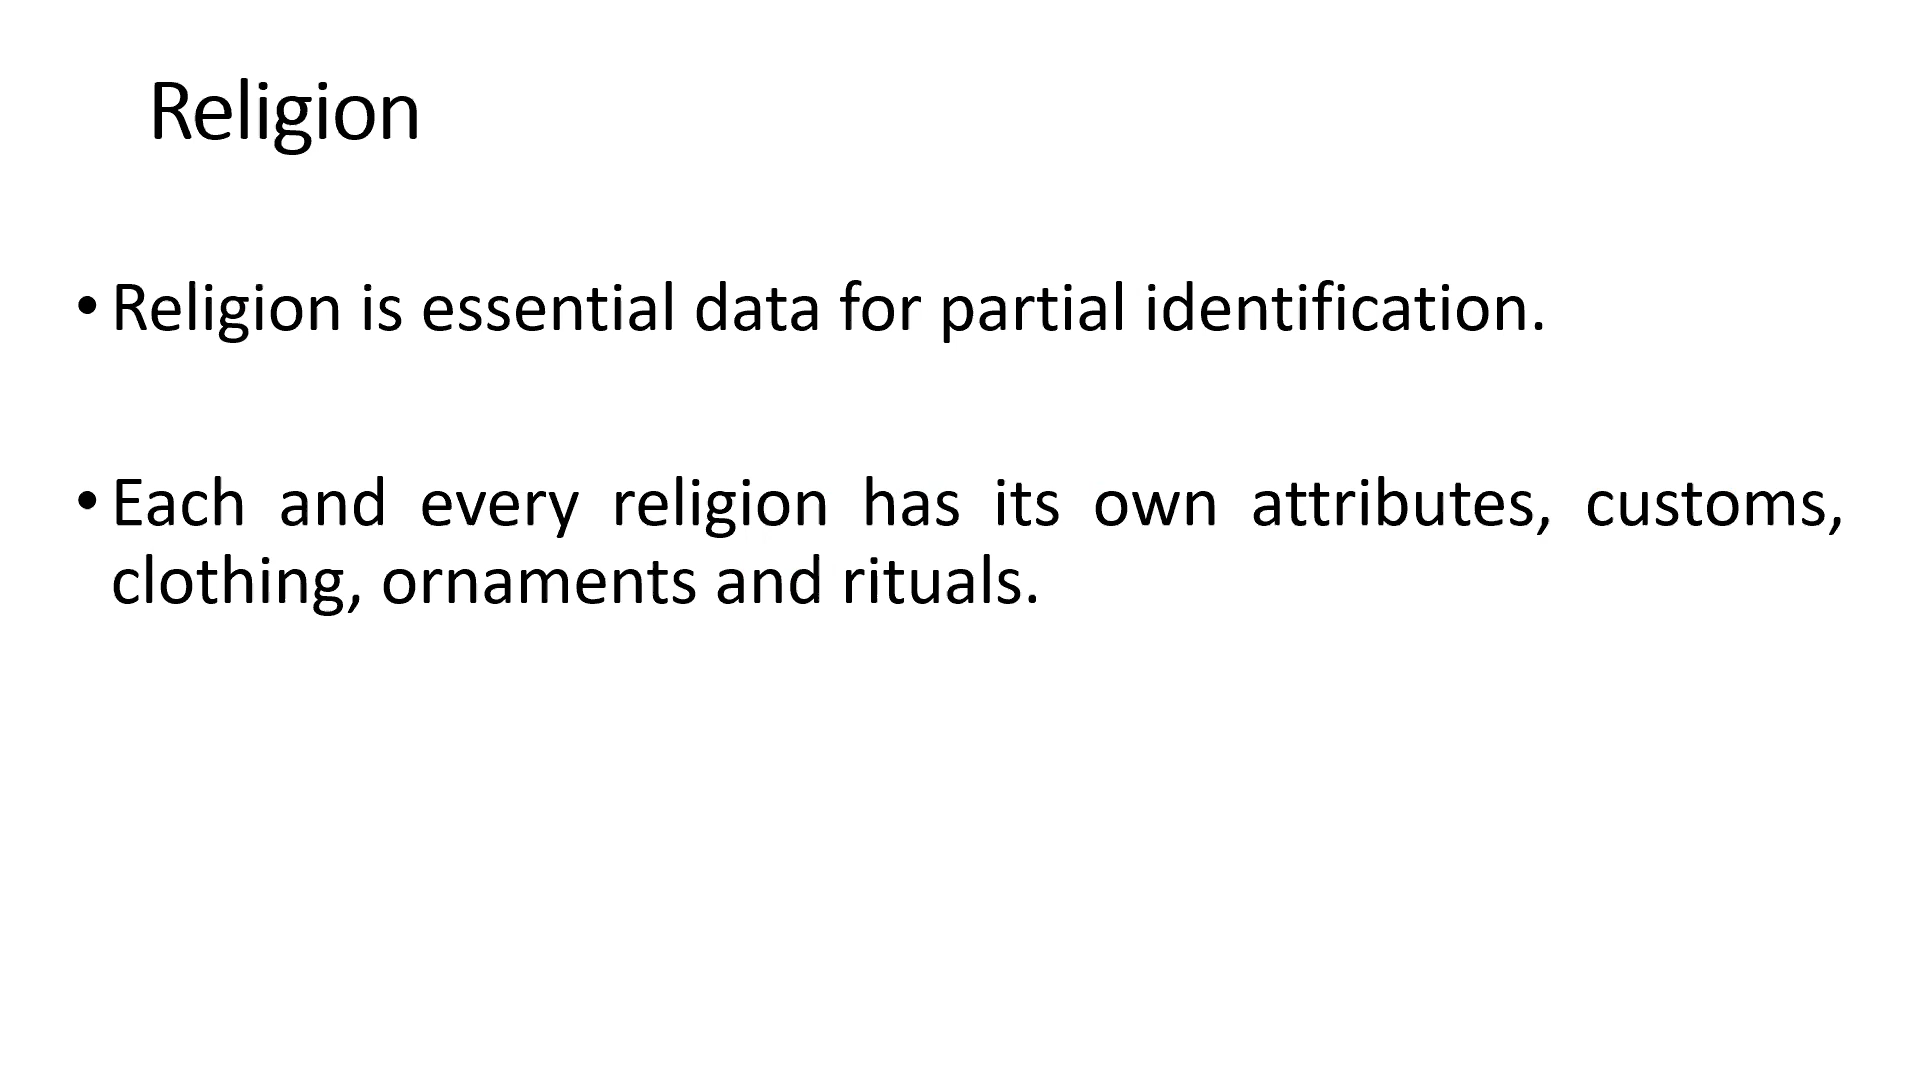 Religion
• Religion is essential data for partial identification.
• Each and every religion has its own attributes, customs,
clothing, ornaments and rituals.